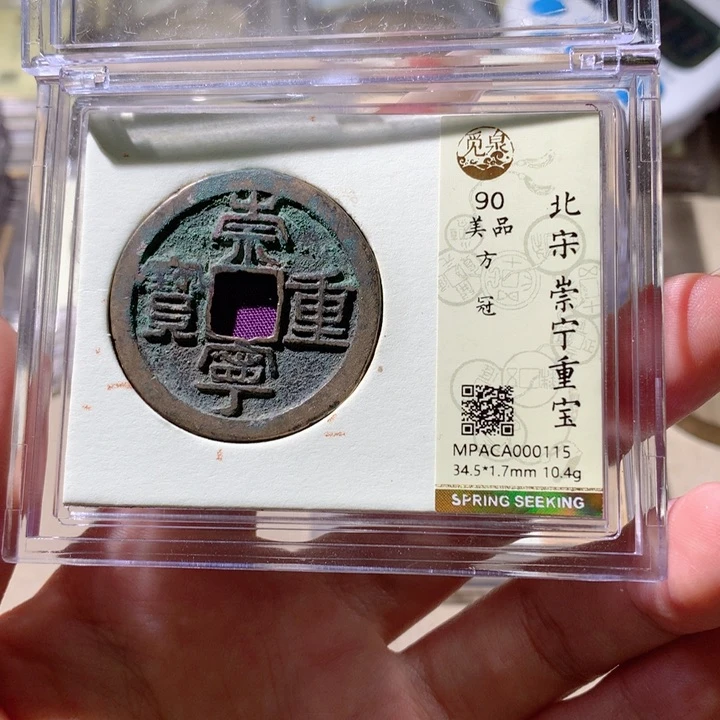 崇
寧
重
寶
觅泉
90
美品
方
冠
北宋 崇宁重宝
MPACA000115
34.5*1.7mm 10.4g
SPRING SEEKING